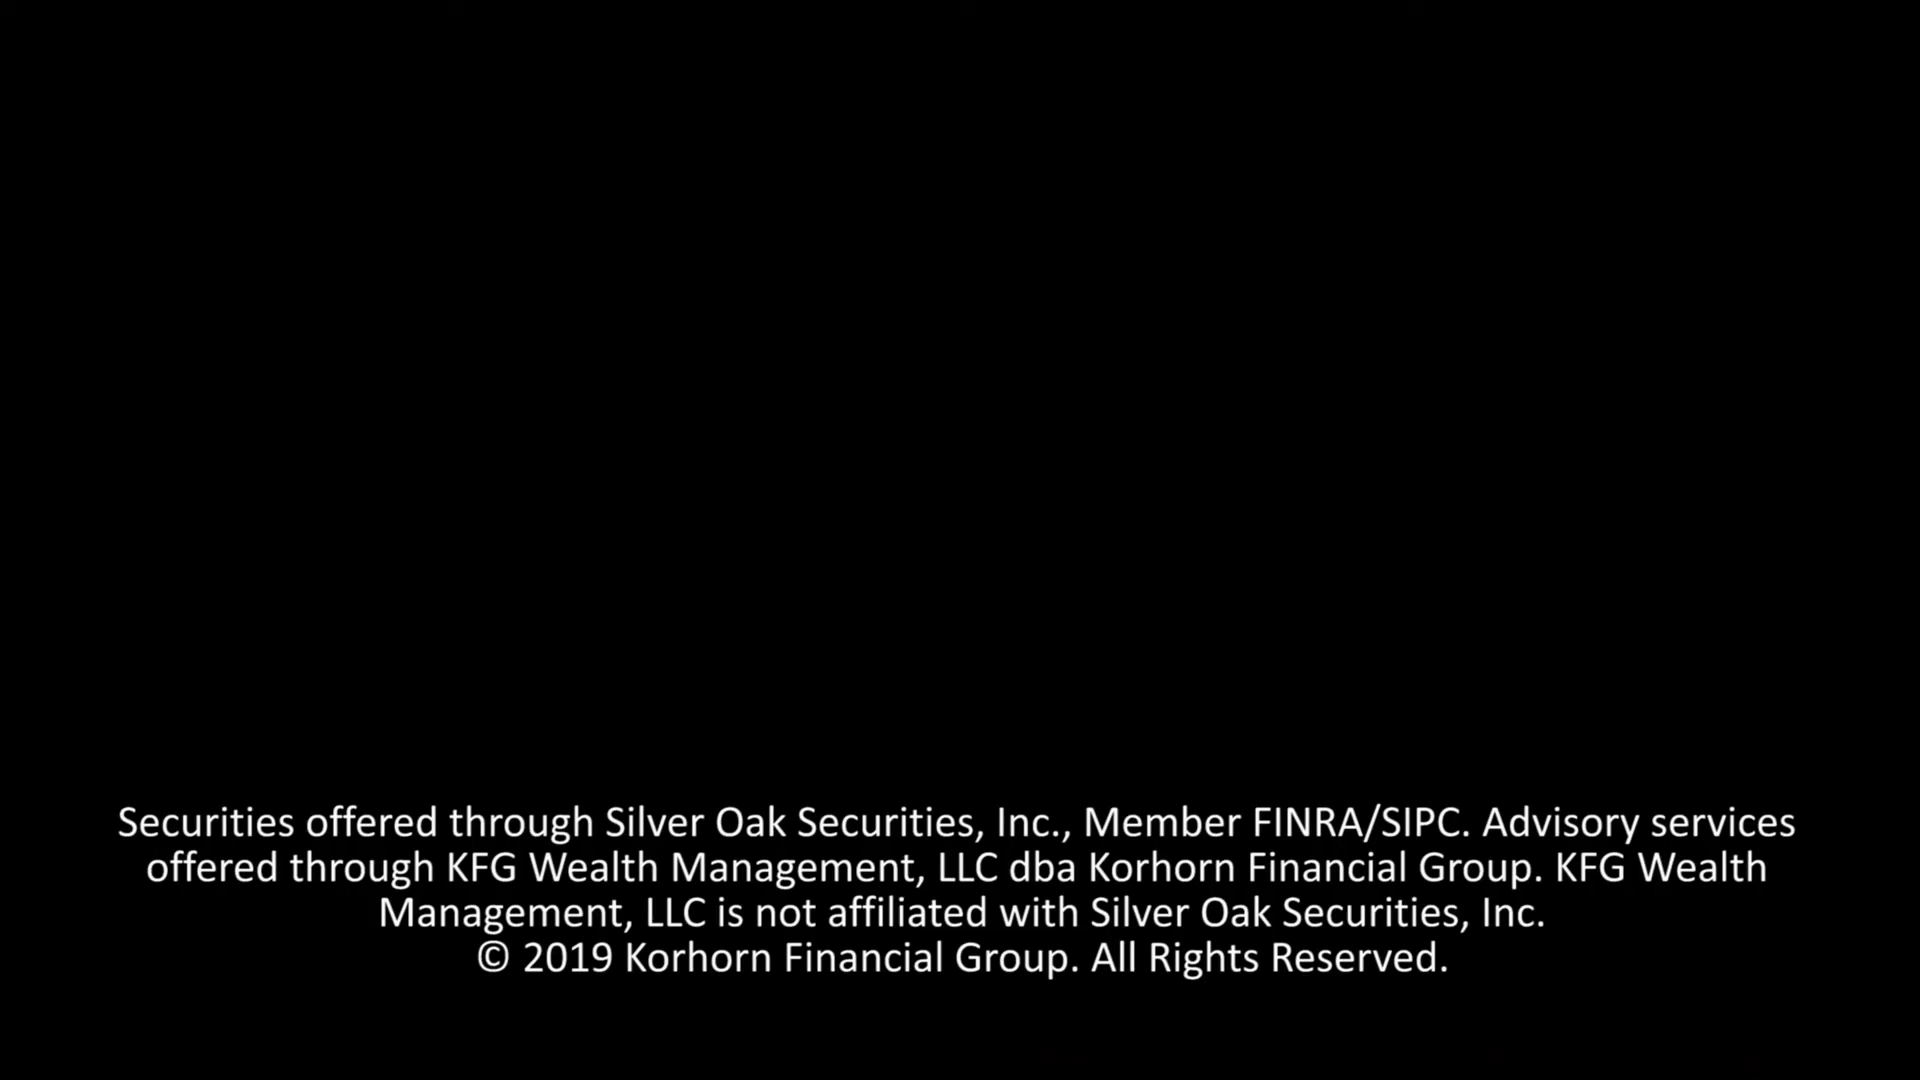 Securities offered through Silver Oak Securities, Inc., Member FINRA/SIPC. Advisory services
offered through KFG Wealth Management, LLC dba Korhorn Financial Group. KFG Wealth
Management, LLC is not affiliated with Silver Oak Securities, Inc.
© 2019 Korhorn Financial Group. All Rights Reserved.